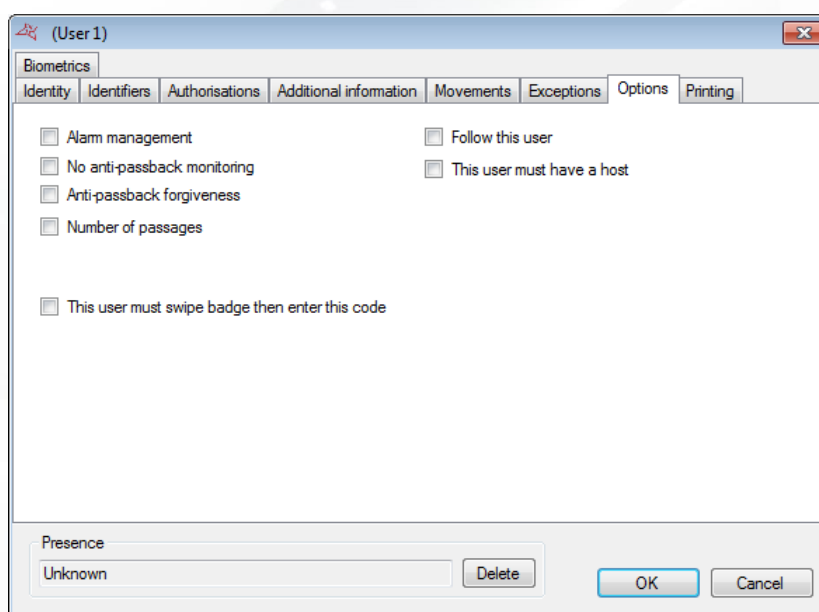 (User 1)
Biometrics
Identity Identifiers Authorisations Additional information Movements Exceptions Options Printing
Alarm management Follow this user
No anti-passback monitoring This user must have a host
Anti-passback forgiveness
Number of passages
This user must swipe badge then enter this code
Presence
Unknown Delete OK Cancel